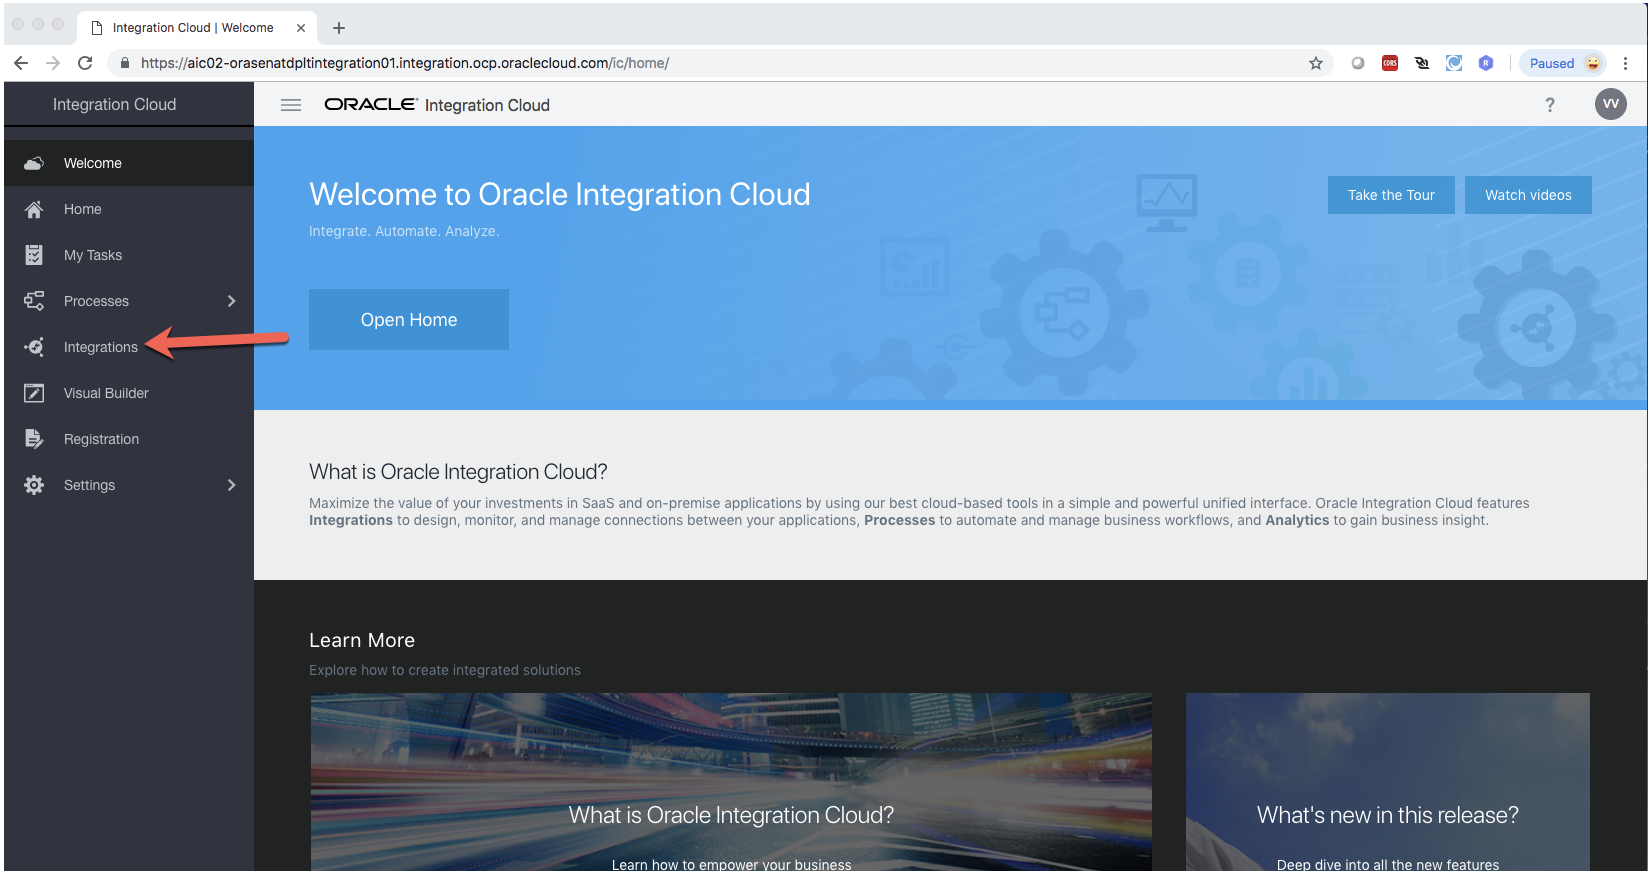 Integration Cloud | Welcome
https://aic02-orasenatdpltintegration01.integration.ocp.oraclecloud.com/ic/home/
CORS
R
Paused
Integration Cloud
ORACLE Integration Cloud
?
VV
Welcome
Home
My Tasks
Processes
Integrations
Visual Builder
Registration
Settings
Welcome to Oracle Integration Cloud
Integrate. Automate. Analyze.
Take the Tour
Watch videos
Open Home
What is Oracle Integration Cloud?
Maximize the value of your investments in SaaS and on-premise applications by using our best cloud-based tools in a simple and powerful unified interface. Oracle Integration Cloud features
Integrations to design, monitor, and manage connections between your applications, Processes to automate and manage business workflows, and Analytics to gain business insight.
Learn More
Explore how to create integrated solutions
What is Oracle Integration Cloud?
Learn how to empower your business
What's new in this release?
Deep dive into all the new features